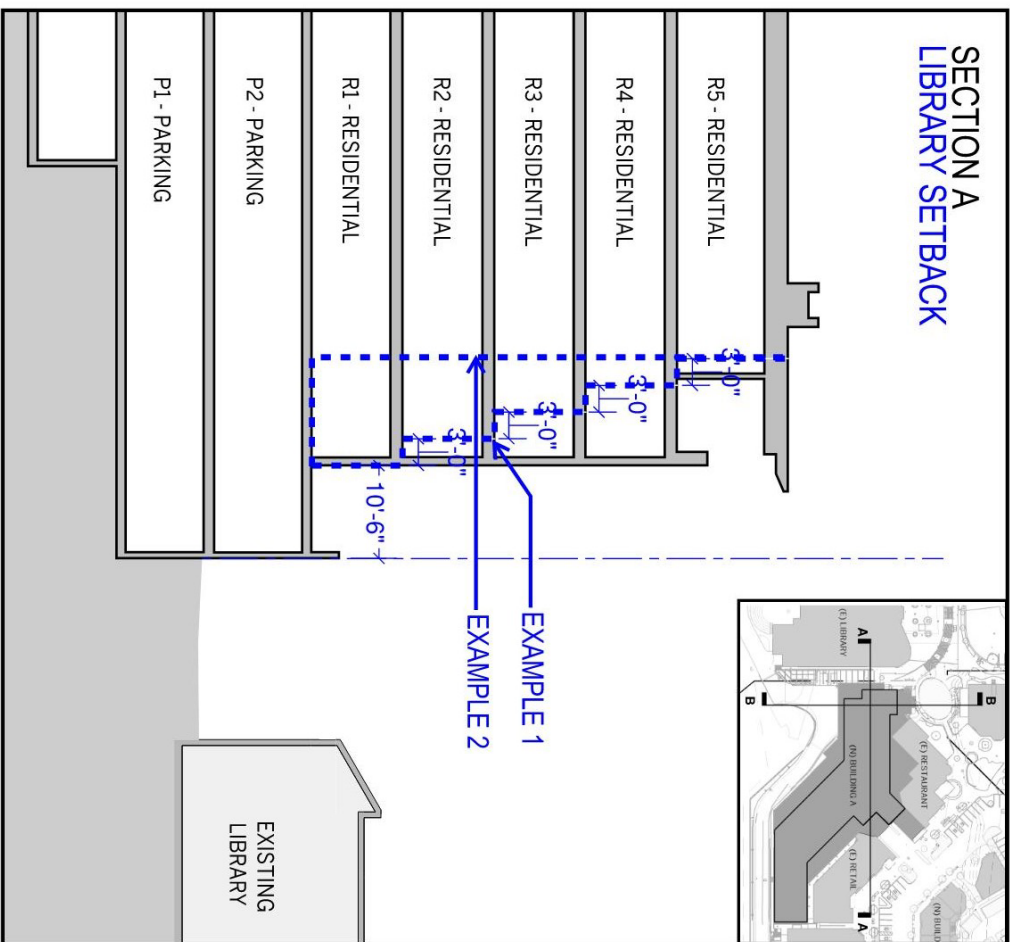 SECTION A
LIBRARY SETBACK
R5 - RESIDENTIAL
R4 - RESIDENTIAL
R3 - RESIDENTIAL
R2 - RESIDENTIAL
R1 - RESIDENTIAL
P2 - PARKING
P1 - PARKING
3'-0"
3'-0"
3'-0"
3'-0"
10'-6"
EXAMPLE 1
EXAMPLE 2
EXISTING
LIBRARY
A
A
B
B
(E) LIBRARY
(E) RESTAURANT
(N) BUILDING A
(E) RETAIL
(N) BUILD